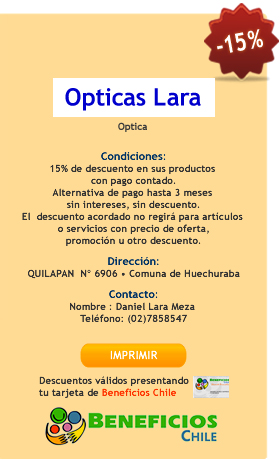 -15%
Opticas Lara
Optica
Condiciones:
15% de descuento en sus productos
con pago contado.
Alternativa de pago hasta 3 meses
sin intereses, sin descuento.
El descuento acordado no regirá para artículos
o servicios con precio de oferta,
promoción u otro descuento.
Dirección:
QUILAPAN N° 6906 • Comuna de Huechuraba
Contacto:
Nombre : Daniel Lara Meza
Teléfono: (02)7858547
IMPRIMIR
Descuentos válidos presentando
tu tarjeta de Beneficios Chile
BENEFICIOS
CHILE